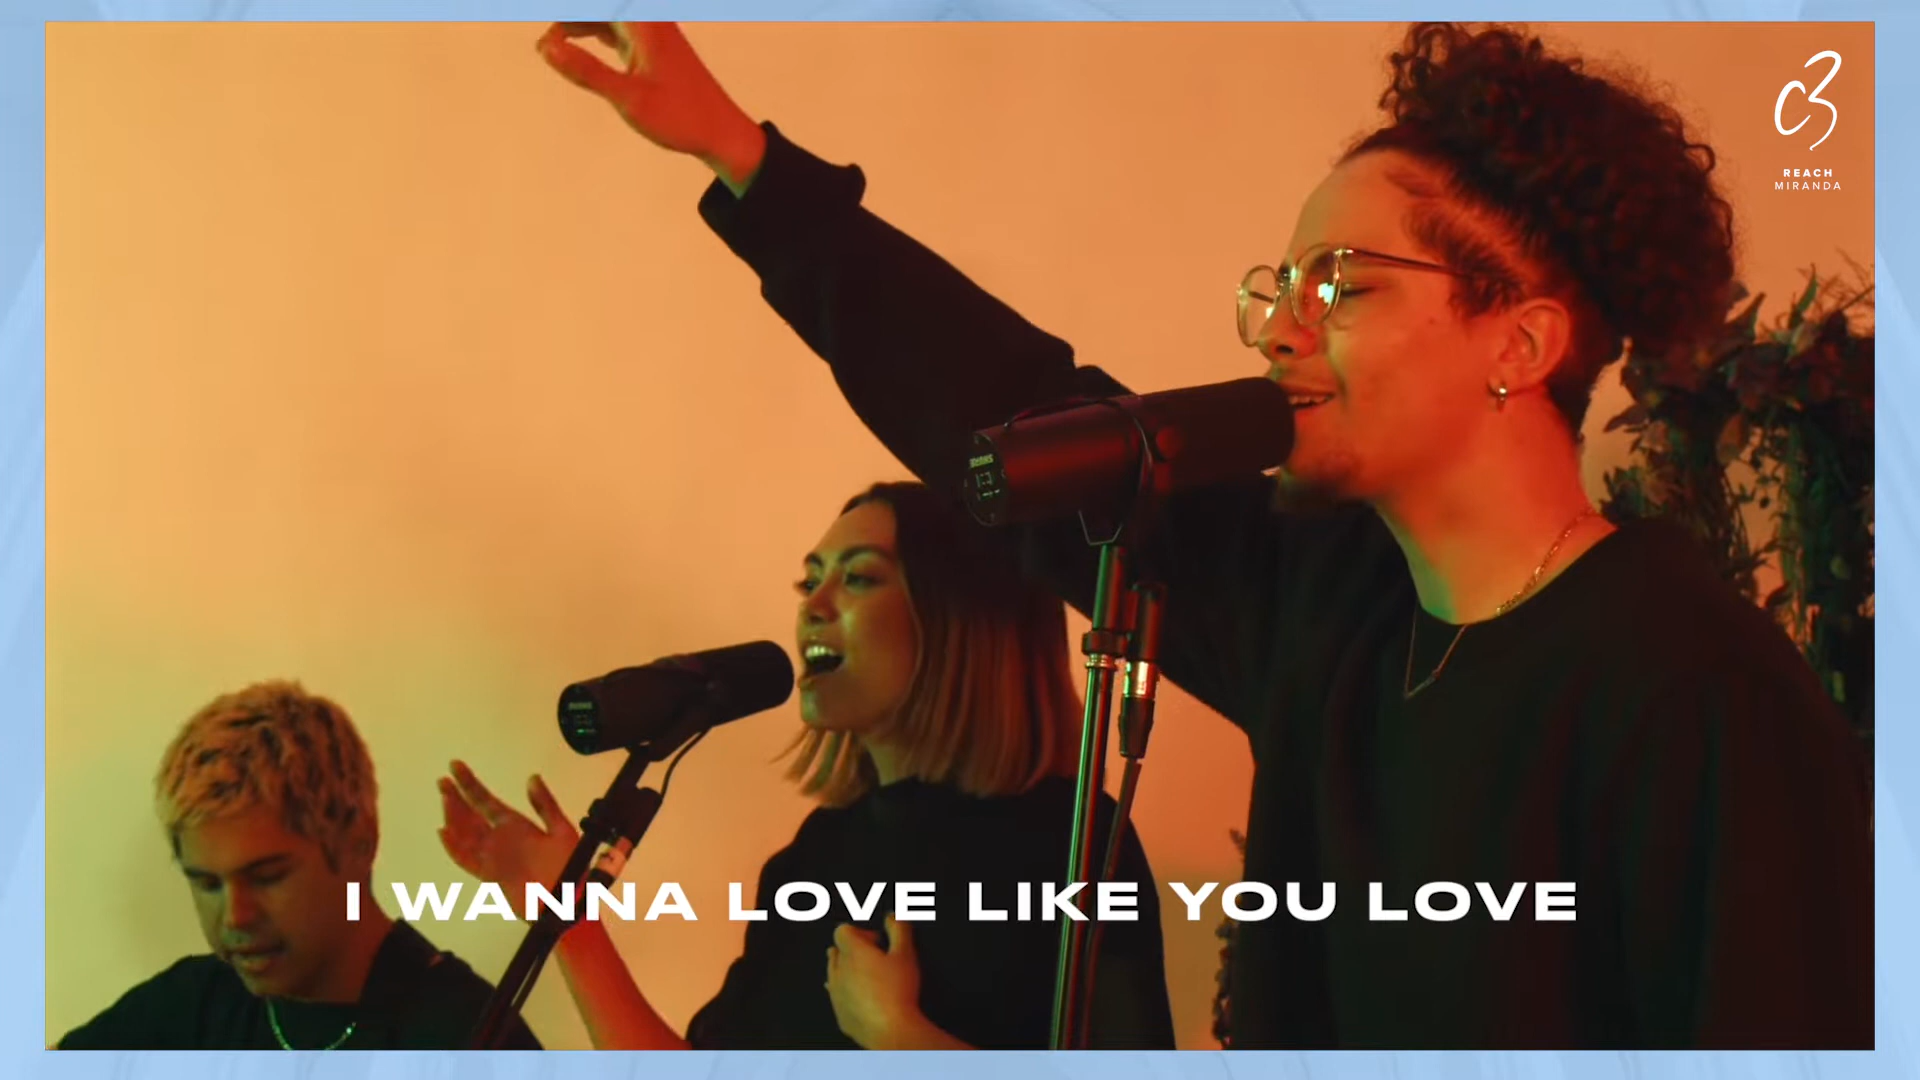 C3
REACH
MIRANDA
I WANNA LOVE LIKE YOU LOVE